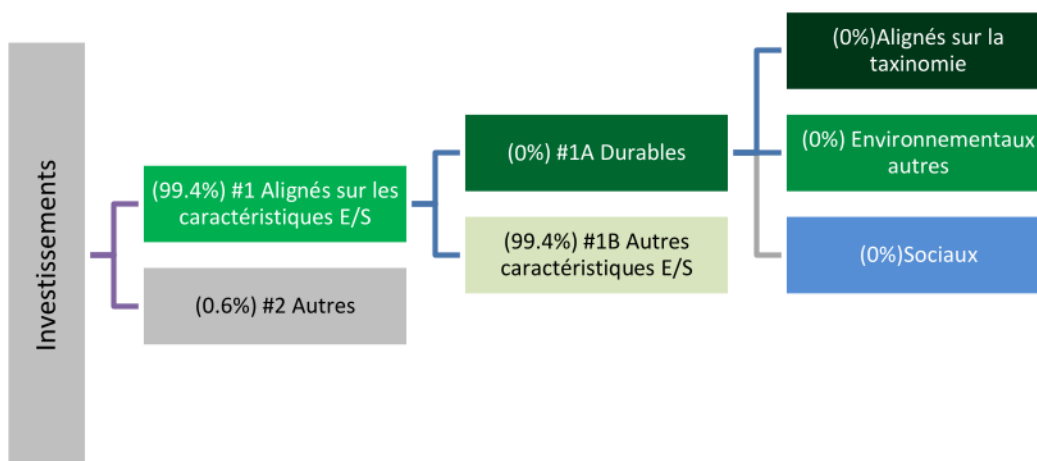 Investissements
(99.4%) #1 Alignés sur les
caractéristiques E/S
(0.6%) #2 Autres
(0%) #1A Durables
(99.4%) #1B Autres
caractéristiques E/S
(0%)Alignés sur la
taxinomie
(0%) Environnementaux
autres
(0%)Sociaux